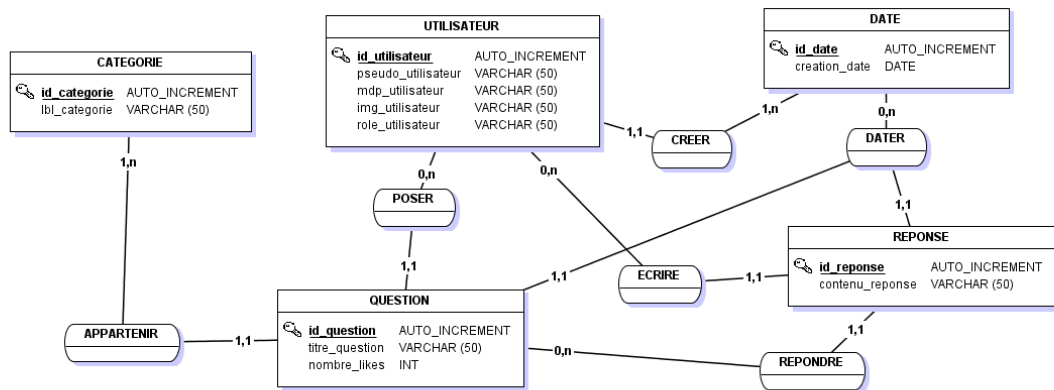 CATEGORIE
id_categorie AUTO_INCREMENT
lbl_categorie VARCHAR (50)
UTILISATEUR
id_utilisateur AUTO_INCREMENT
pseudo_utilisateur VARCHAR (50)
mdp_utilisateur VARCHAR (50)
img_utilisateur VARCHAR (50)
role_utilisateur VARCHAR (50)
DATE
id_date AUTO_INCREMENT
creation_date DATE
1,1
CREER
1,n
0,n
DATER
1,n
0,n
POSER
0,n
1,1
1,1
1,1
ECRIRE
1,1
REPONSE
id_reponse AUTO_INCREMENT
contenu_reponse VARCHAR (50)
APPARTENIR
1,1
QUESTION
id_question AUTO_INCREMENT
titre_question VARCHAR (50)
nombre_likes INT
0,n
REPONDRE
1,1